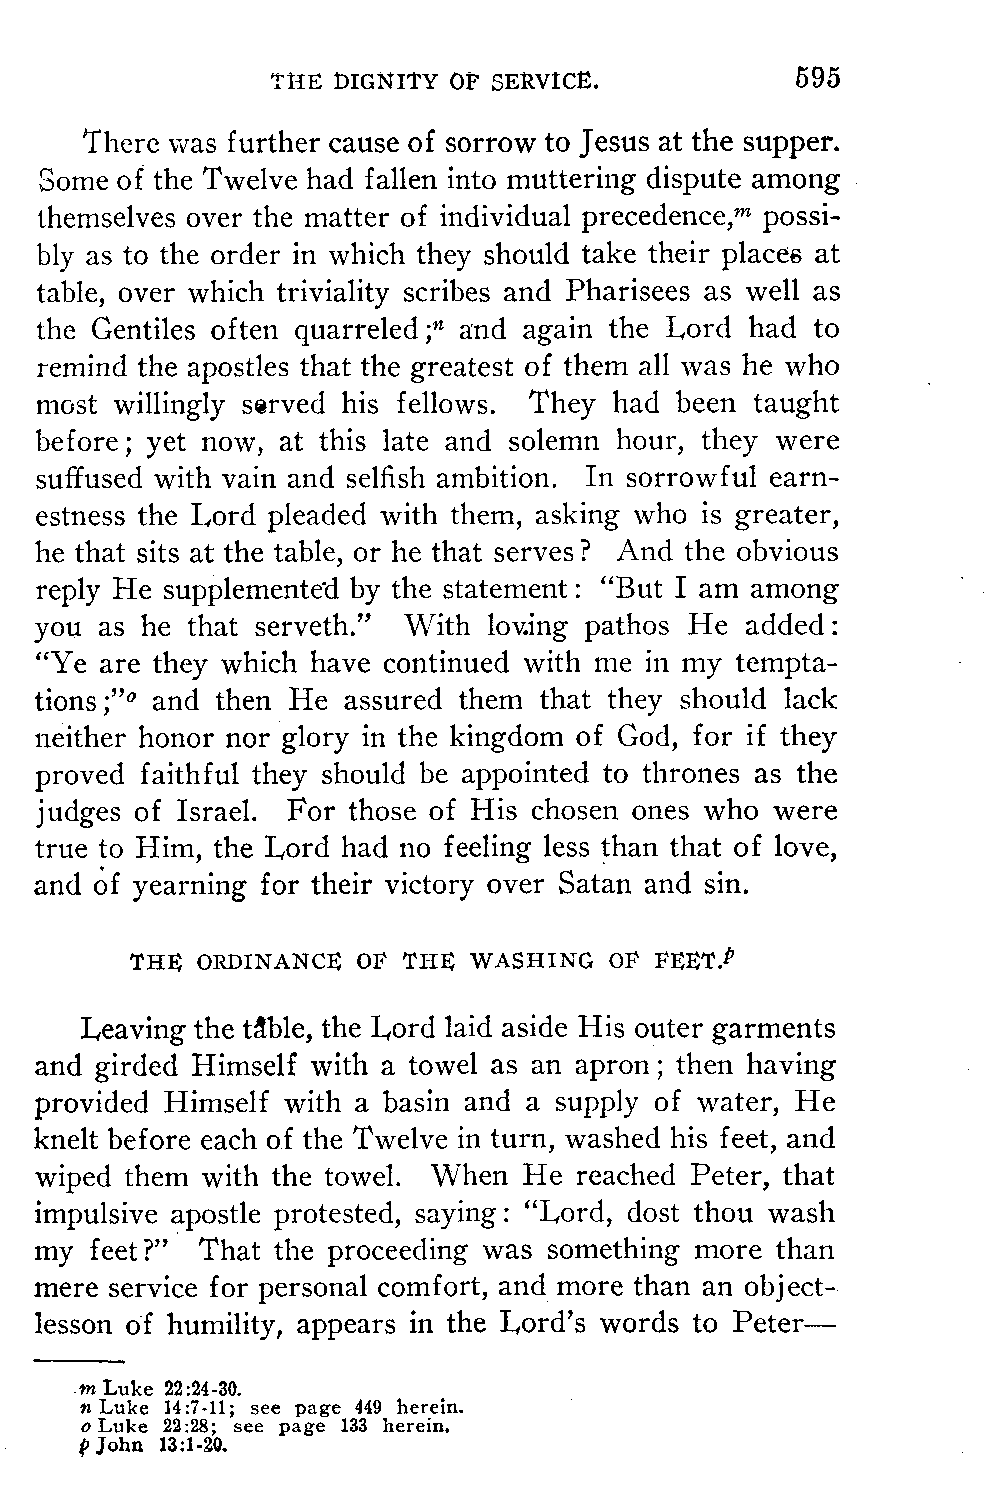 THE DIGNITY OF SERVICE. 595
There was further cause of sorrow to Jesus at the supper.
Some of the Twelve had fallen into muttering dispute among
themselves over the matter of individual precedence,m possi-
bly as to the order in which they should take their places at
table, over which triviality scribes and Pharisees as well as
the Gentiles often quarreled;n and again the Lord had to
remind the apostles that the greatest of them all was he who
most willingly served his fellows. They had been taught
before; yet now, at this late and solemn hour, they were
suffused with vain and selfish ambition. In sorrowful earn-
estness the Lord pleaded with them, asking who is greater,
he that sits at the table, or he that serves? And the obvious
reply He supplemented by the statement: “But I am among
you as he that serveth.” With loving pathos He added:
“Ye are they which have continued with me in my tempta-
tions;”o and then He assured them that they should lack
neither honor nor glory in the kingdom of God, for if they
proved faithful they should be appointed to thrones as the
judges of Israel. For those of His chosen ones who were
true to Him, the Lord had no feeling less than that of love,
and of yearning for their victory over Satan and sin.
THE ORDINANCE OF THE WASHING OF FEET.p
Leaving the table, the Lord laid aside His outer garments
and girded Himself with a towel as an apron; then having
provided Himself with a basin and a supply of water, He
knelt before each of the Twelve in turn, washed his feet, and
wiped them with the towel. When He reached Peter, that
impulsive apostle protested, saying: “Lord, dost thou wash
my feet?” That the proceeding was something more than
mere service for personal comfort, and more than an object-
lesson of humility, appears in the Lord’s words to Peter—
m Luke 22:24-30.
n Luke 14:7-11; see page 449 herein.
o Luke 22:28; see page 133 herein.
p John 13:1-20.